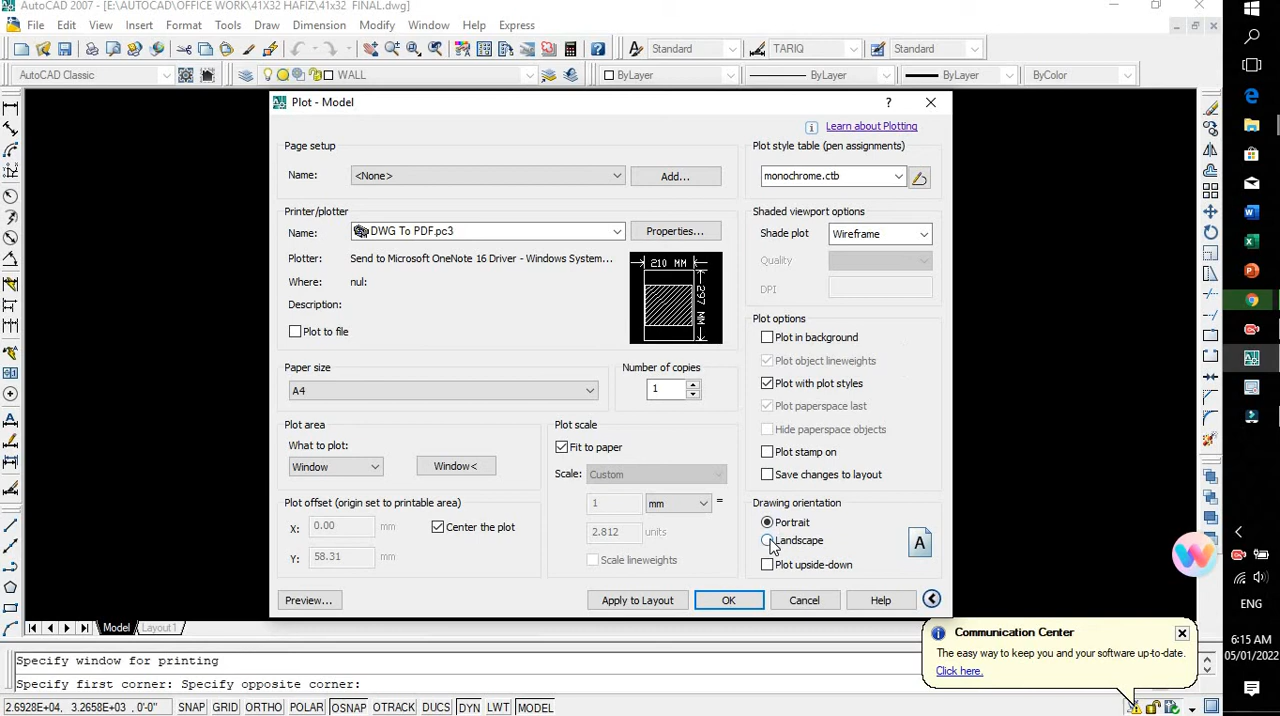 AutoCAD 2007 - [E:\AUTOCAD\OFFICE WORK\41X32 HAFIZ\41x32 FINAL.dwg]
File Edit View Insert Format Tools Draw Dimension Modify Window Help Express
Standard TARIQ Standard
AutoCAD Classic WALL ByLayer ByLayer ByLayer ByColor
Plot - Model
Learn about Plotting
Page setup
Name: <None> Add...
Printer/plotter
Name: DWG To PDF.pc3 Properties...
Plotter: Send to Microsoft OneNote 16 Driver - Windows System...
Where: nul:
Description:
Plot to file
210 MM
297 MM
Paper size
A4
Number of copies
1
Plot area
What to plot:
Window Window<
Plot offset (origin set to printable area)
X: 0.00 mm Center the plot
Y: 58.31 mm
Plot scale
Fit to paper
Scale: Custom
1 mm =
2.812 units
Scale lineweights
Plot style table (pen assignments)
monochrome.ctb
Shaded viewport options
Shade plot Wireframe
Quality
DPI
Plot options
Plot in background
Plot object lineweights
Plot with plot styles
Plot paperspace last
Hide paperspace objects
Plot stamp on
Save changes to layout
Drawing orientation
Portrait
Landscape
Plot upside-down
A
Preview... Apply to Layout OK Cancel Help
Model Layout1
Communication Center
The easy way to keep you and your software up-to-date.
Click here.
Specify window for printing
Specify first corner: Specify opposite corner:
2.6928E+04, 3.2658E+03 , 0'-0" SNAP GRID ORTHO POLAR OSNAP OTRACK DUCS DYN LWT MODEL
ENG
6:15 AM
05/01/2022